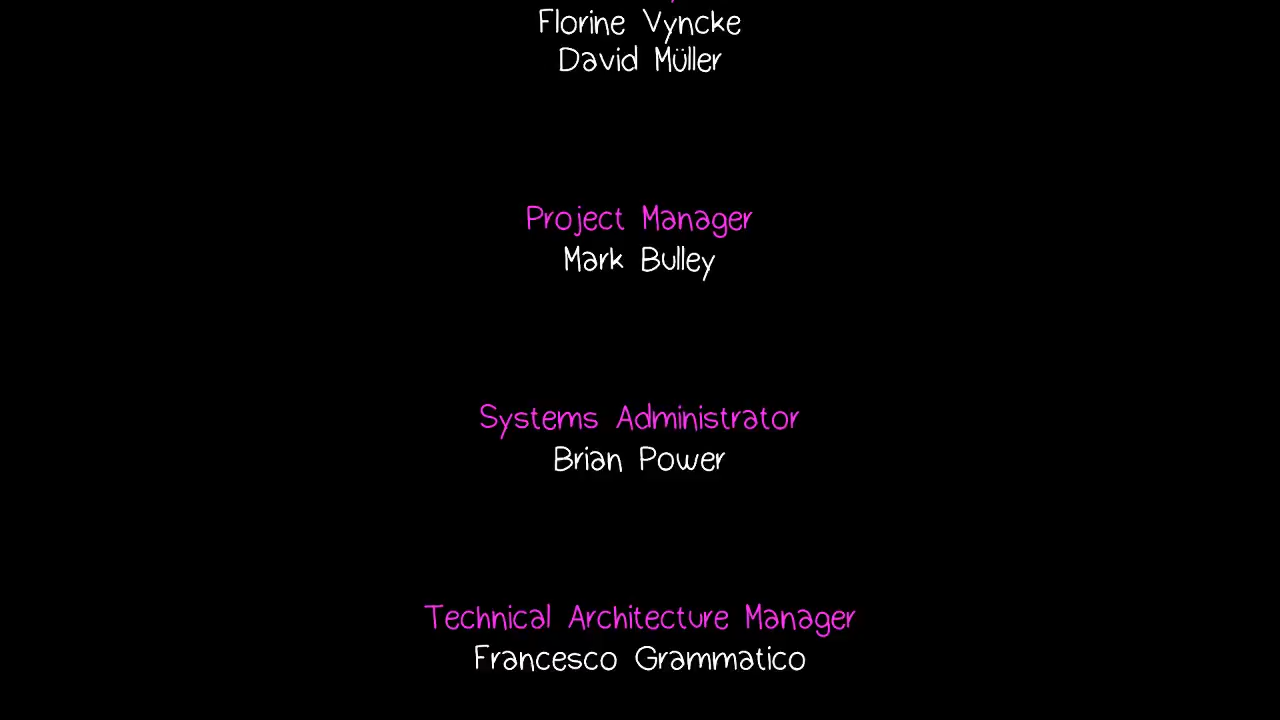 Florine Vyncke
David Müller
Project Manager
Mark Bulley
Systems Administrator
Brian Power
Technical Architecture Manager
Francesco Grammatico